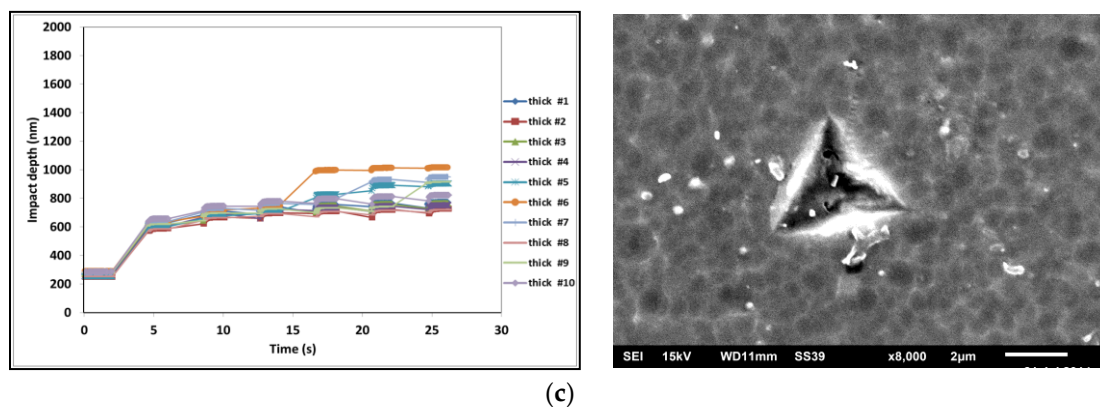 2000
1800
1600
1400
1200
1000
800
600
400
200
0
Impact depth (nm)
0 5 10 15 20 25 30
Time (s)
thick #1
thick #2
thick #3
thick #4
thick #5
thick #6
thick #7
thick #8
thick #9
thick #10
SEI 15kV WD11mm SS39 x8,000 2µm
(c)